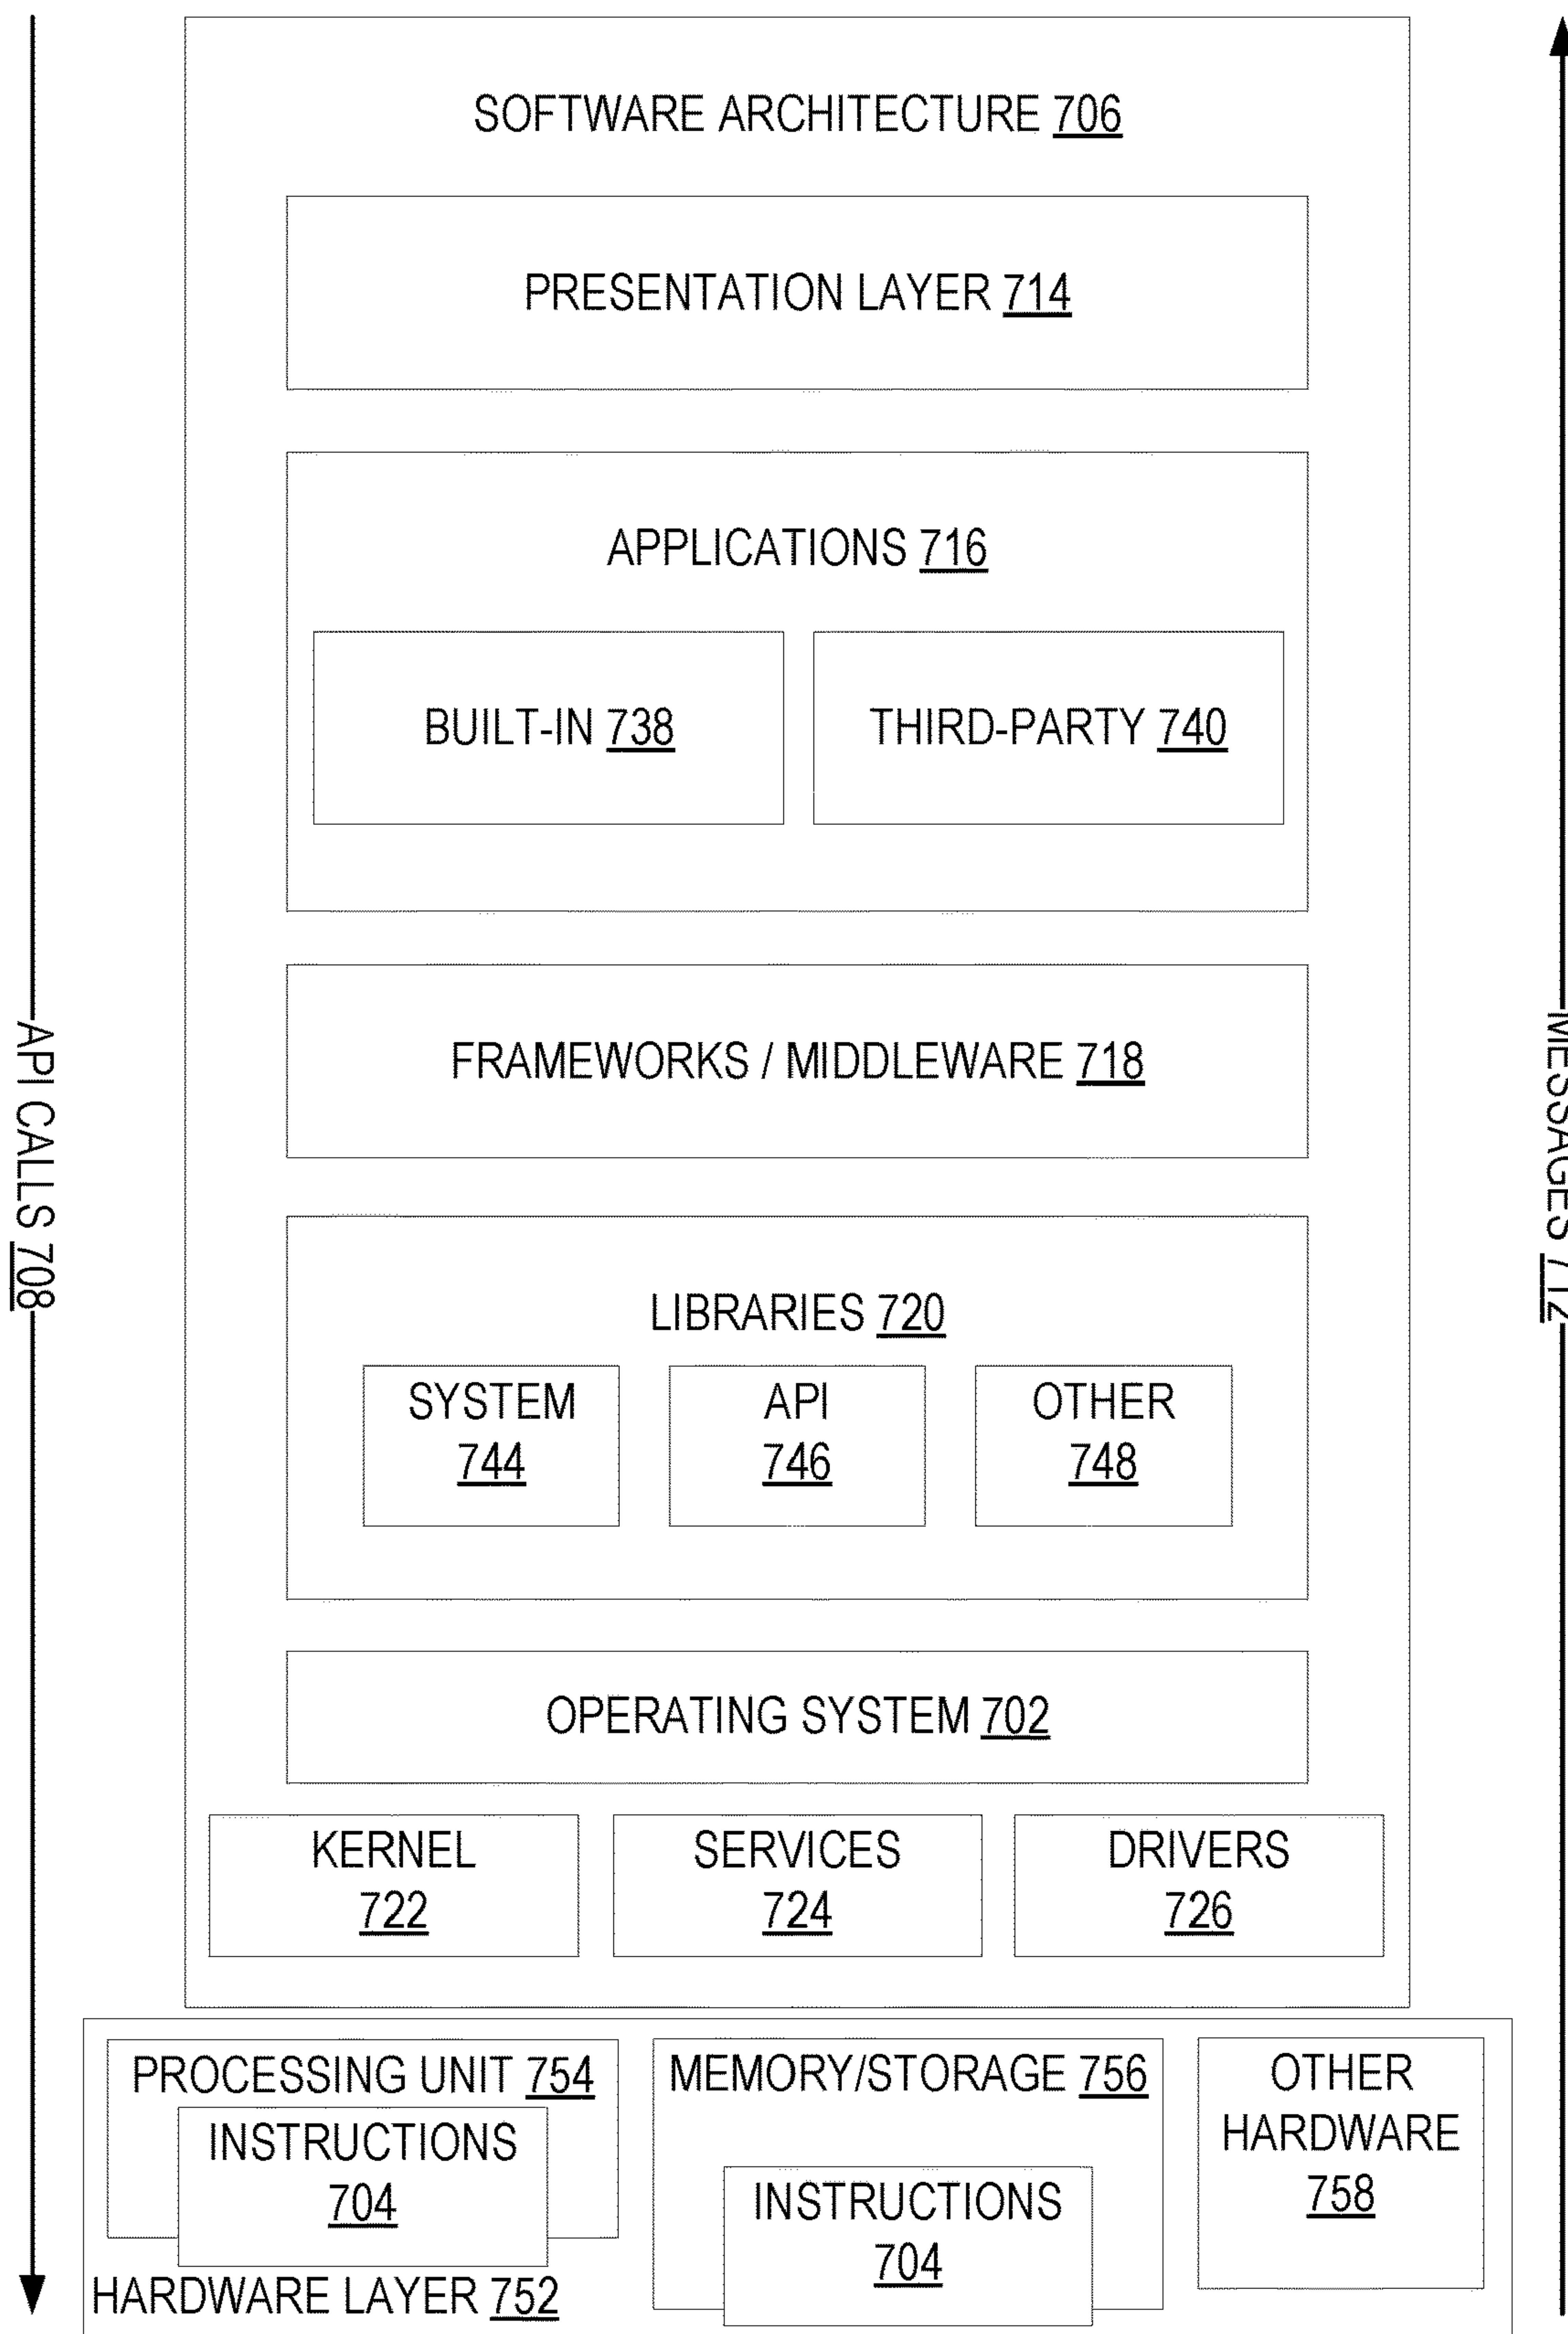 SOFTWARE ARCHITECTURE 706
PRESENTATION LAYER 714
APPLICATIONS 716
BUILT-IN 738
THIRD-PARTY 740
FRAMEWORKS / MIDDLEWARE 718
LIBRARIES 720
SYSTEM
744
API
746
OTHER
748
OPERATING SYSTEM 702
KERNEL
722
SERVICES
724
DRIVERS
726
PROCESSING UNIT 754
INSTRUCTIONS
704
MEMORY/STORAGE 756
INSTRUCTIONS
704
OTHER
HARDWARE
758
HARDWARE LAYER 752
API CALLS 708
MESSAGES 712